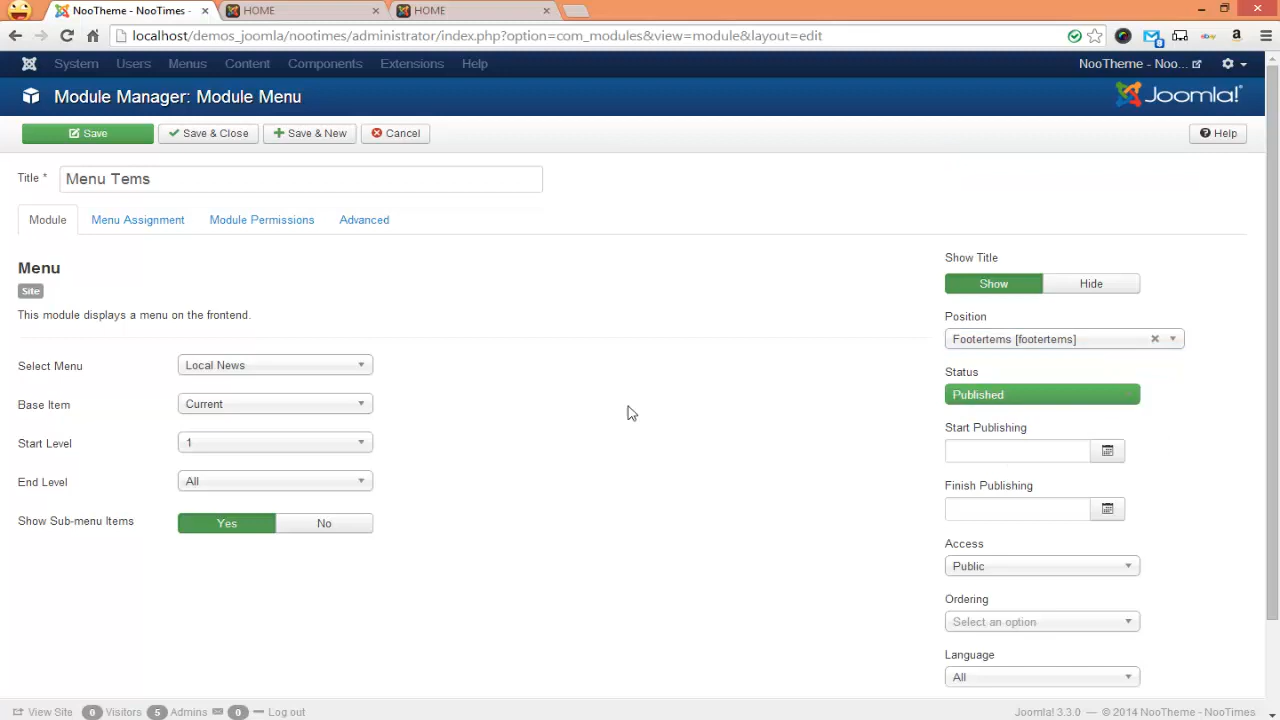 NooTheme - NooTimes - × HOME × HOME ×
localhost/demos_joomla/nootimes/administrator/index.php?option=com_modules&view=module&layout=edit
System Users Menus Content Components Extensions Help NooTheme - Noo...
Module Manager: Module Menu Joomla!
Save Save & Close Save & New Cancel Help
Title * Menu Tems
Module Menu Assignment Module Permissions Advanced
Menu
Site
This module displays a menu on the frontend.
Select Menu Local News
Base Item Current
Start Level 1
End Level All
Show Sub-menu Items Yes No
Show Title
Show Hide
Position
Footertems [footertems]
Status
Published
Start Publishing
Finish Publishing
Access
Public
Ordering
Select an option
Language
All
View Site 0 Visitors 5 Admins 0 Log out Joomla! 3.3.0 — © 2014 NooTheme - NooTimes